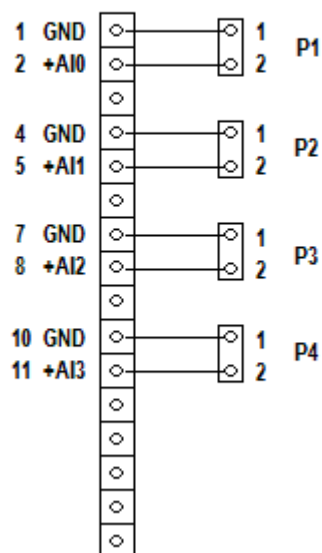 1 GND 1
P1
2 +AI0 2
4 GND 1
P2
5 +AI1 2
7 GND 1
P3
8 +AI2 2
10 GND 1
P4
11 +AI3 2